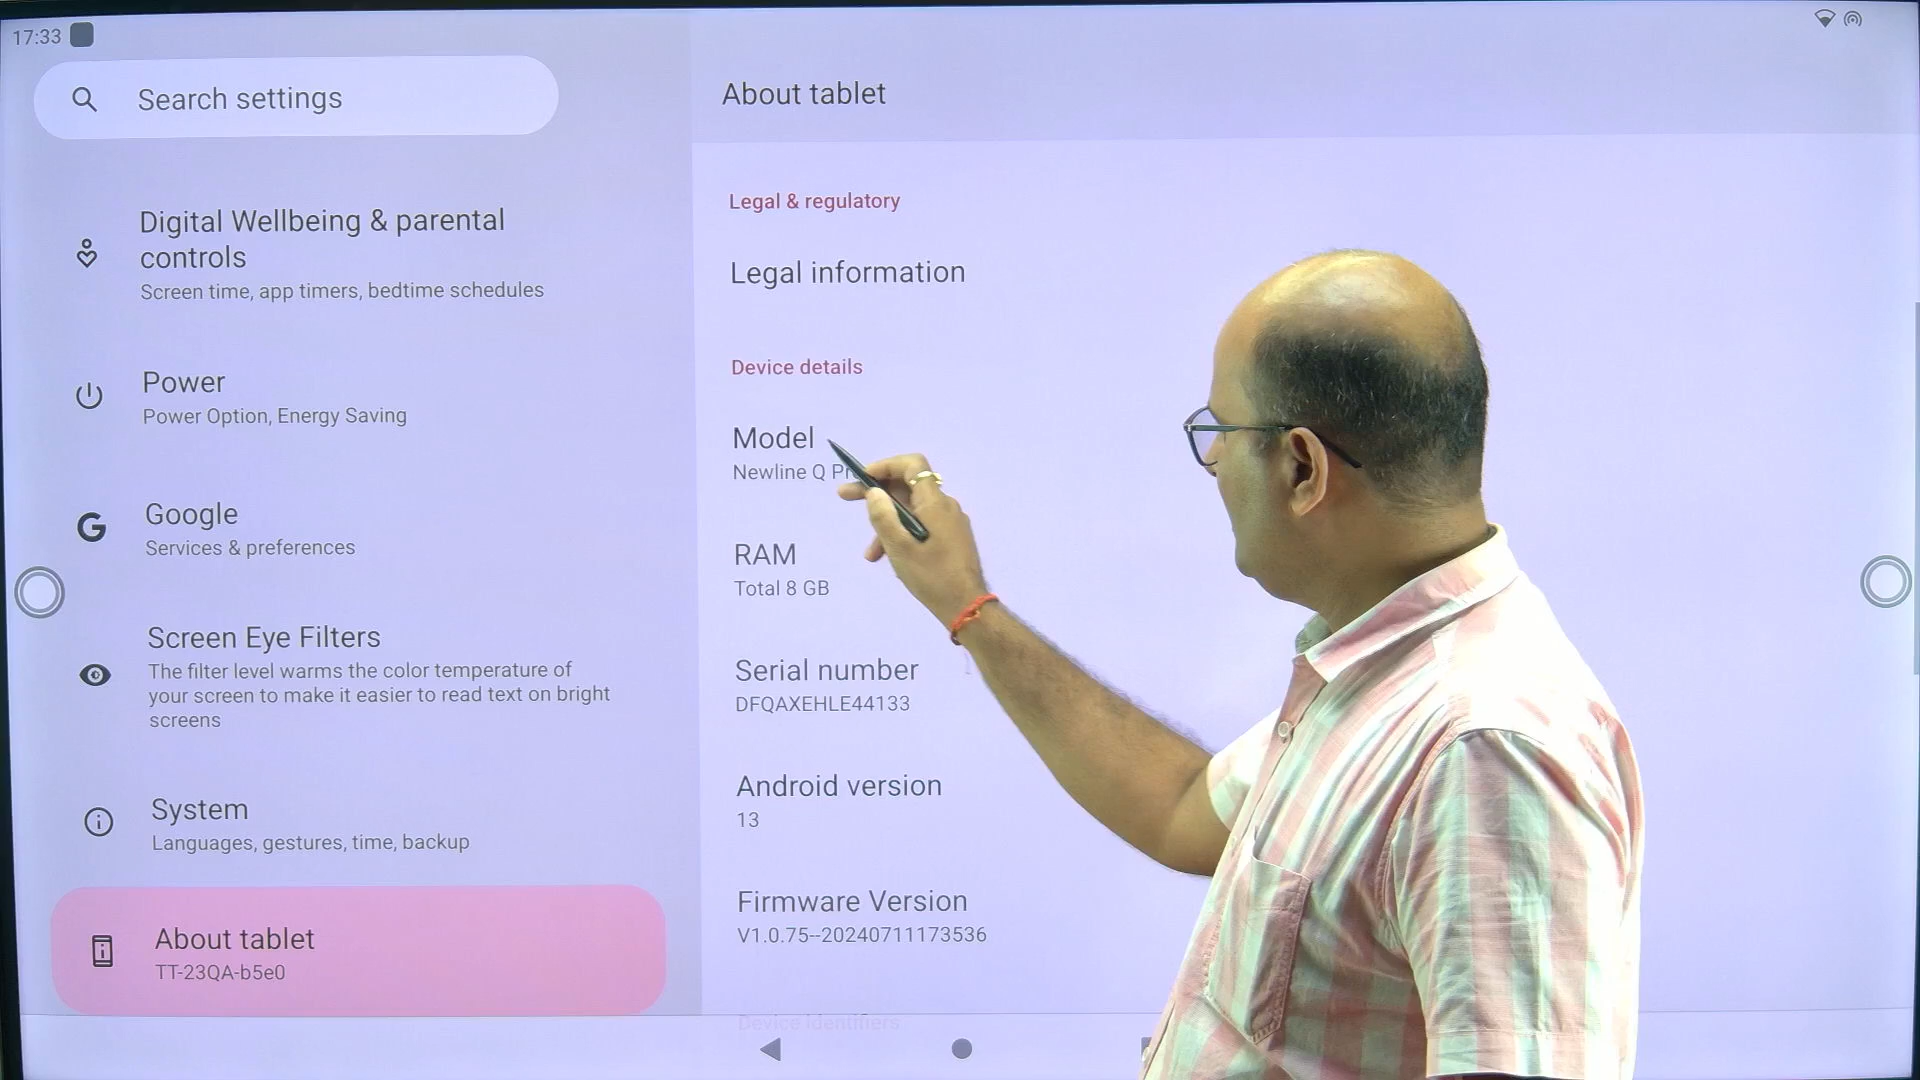 17:33
Search settings
Digital Wellbeing & parental
controls
Screen time, app timers, bedtime schedules
Power
Power Option, Energy Saving
Google
Services & preferences
Screen Eye Filters
The filter level warms the color temperature of
your screen to make it easier to read text on bright
screens
System
Languages, gestures, time, backup
About tablet
TT-23QA-b5e0
About tablet
Legal & regulatory
Legal information
Device details
Model
Newline Q
RAM
Total 8 GB
Serial number
DFQAXEHLE44133
Android version
13
Firmware Version
V1.0.75--20240711173536
Device identifiers